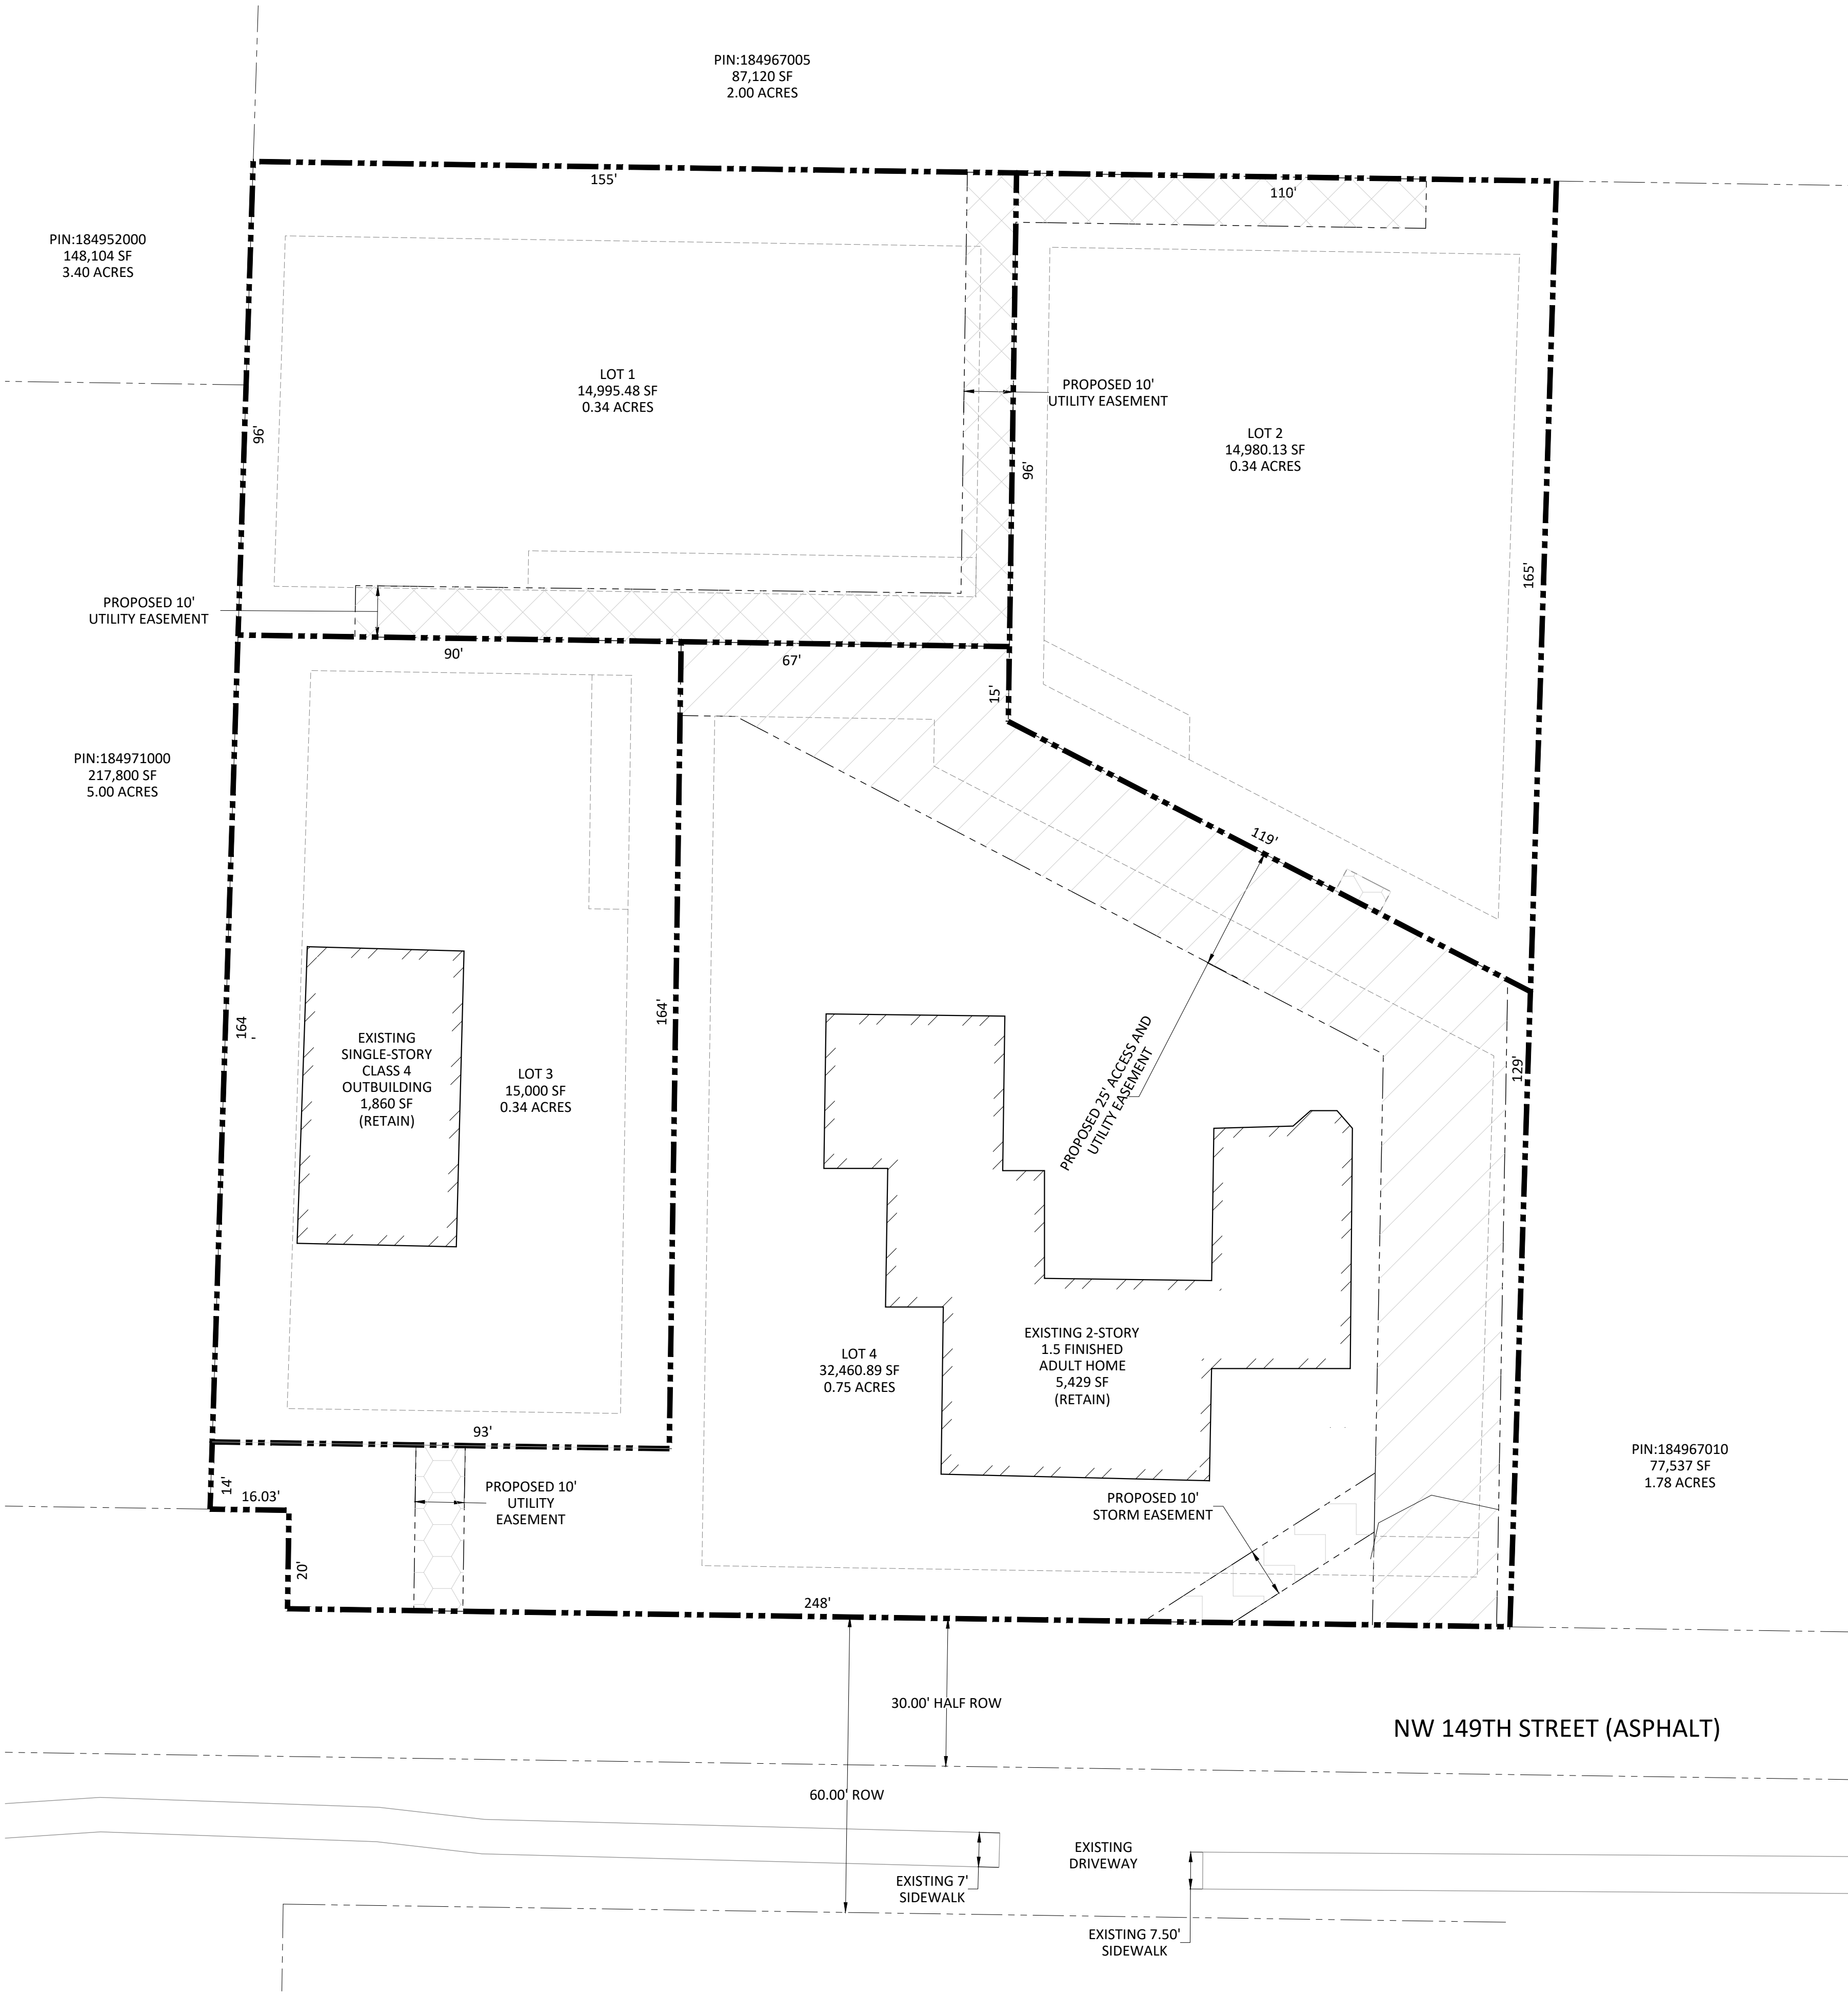 PIN:184967005
87,120 SF
2.00 ACRES
155'
110'
PIN:184952000
148,104 SF
3.40 ACRES
LOT 1
14,995.48 SF
0.34 ACRES
PROPOSED 10'
UTILITY EASEMENT
LOT 2
14,980.13 SF
0.34 ACRES
96'
96'
165'
PROPOSED 10'
UTILITY EASEMENT
90'
67'
15'
PIN:184971000
217,800 SF
5.00 ACRES
119'
164'
164'
EXISTING
SINGLE-STORY
CLASS 4
OUTBUILDING
1,860 SF
(RETAIN)
LOT 3
15,000 SF
0.34 ACRES
PROPOSED 25' ACCESS AND
UTILITY EASEMENT
129'
LOT 4
32,460.89 SF
0.75 ACRES
EXISTING 2-STORY
1.5 FINISHED
ADULT HOME
5,429 SF
(RETAIN)
93'
14'
16.03'
20'
PROPOSED 10'
UTILITY
EASEMENT
PROPOSED 10'
STORM EASEMENT
PIN:184967010
77,537 SF
1.78 ACRES
248'
30.00' HALF ROW
NW 149TH STREET (ASPHALT)
60.00' ROW
EXISTING
DRIVEWAY
EXISTING 7'
SIDEWALK
EXISTING 7.50'
SIDEWALK